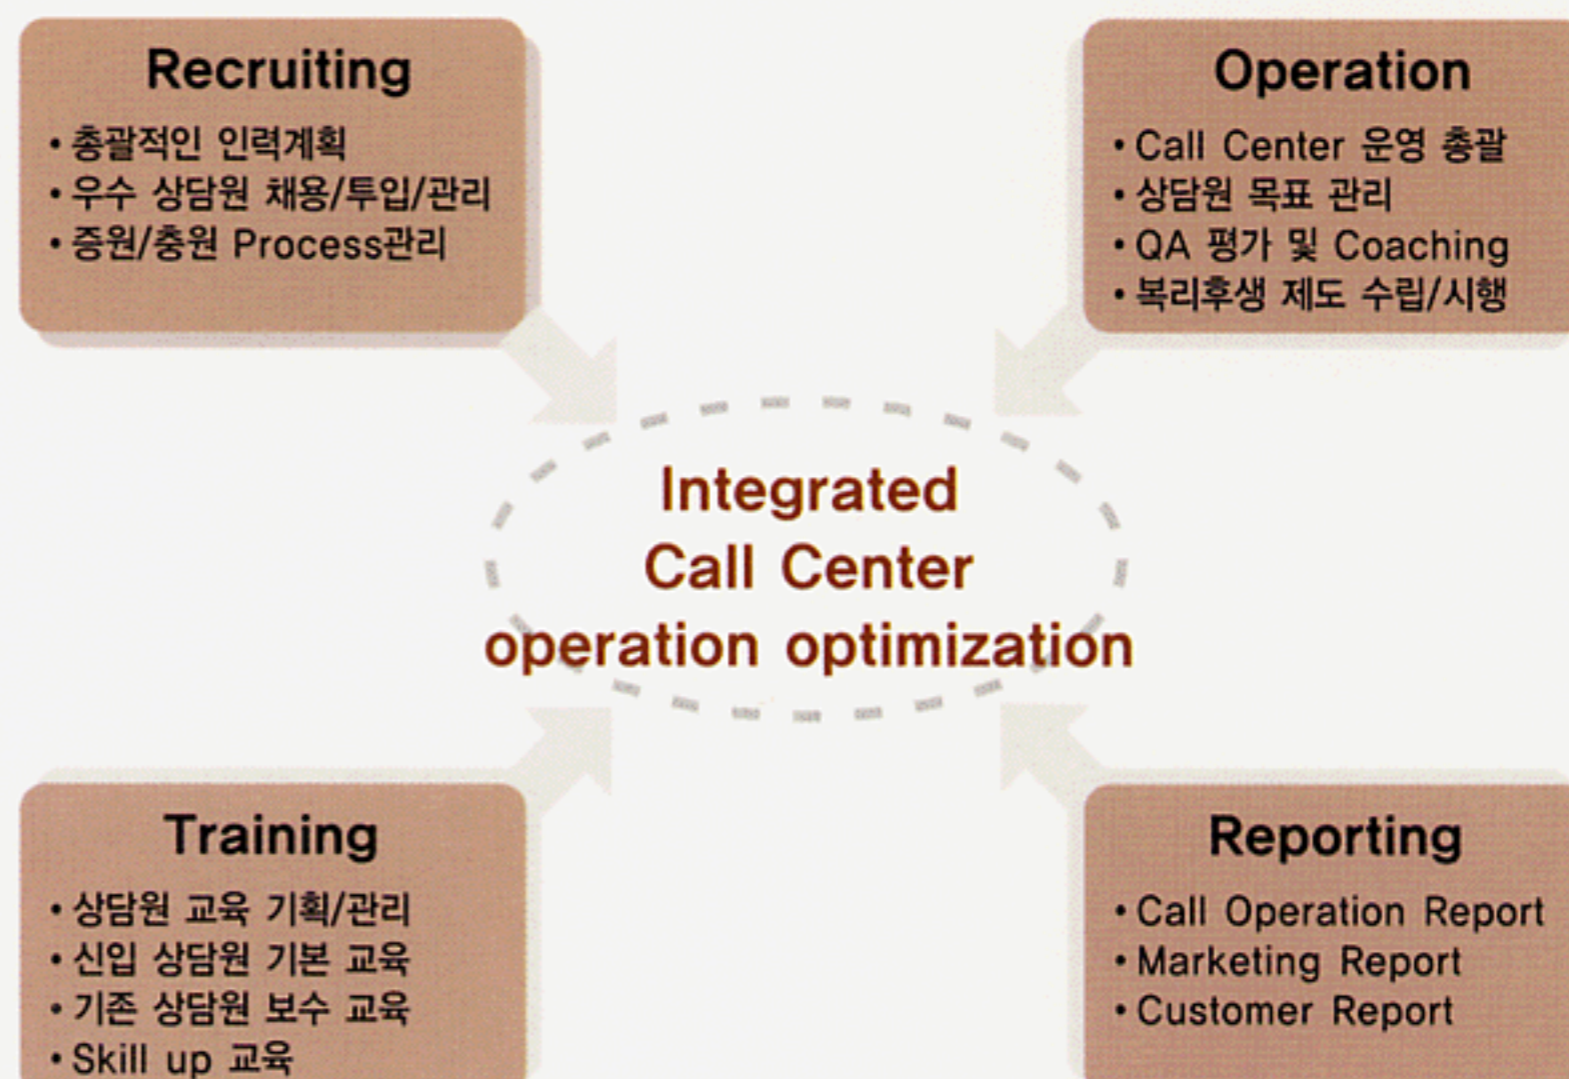 Recruiting
• 총괄적인 인력계획
• 우수 상담원 채용/투입/관리
• 증원/충원 Process관리
Operation
• Call Center 운영 총괄
• 상담원 목표 관리
• QA 평가 및 Coaching
• 복리후생 제도 수립/시행
Integrated
Call Center
operation optimization
Training
• 상담원 교육 기획/관리
• 신입 상담원 기본 교육
• 기존 상담원 보수 교육
• Skill up 교육
Reporting
• Call Operation Report
• Marketing Report
• Customer Report